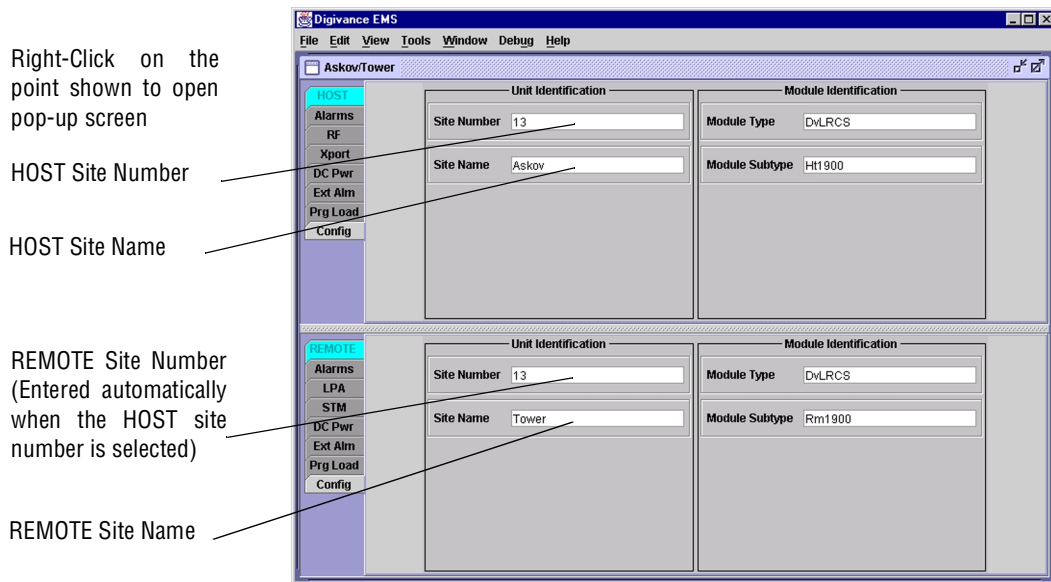 Digivance EMS
File Edit View Tools Window Debug Help
Askov/Tower
Right-Click on the
point shown to open
pop-up screen
HOST Site Number
HOST Site Name
REMOTE Site Number
(Entered automatically
when the HOST site
number is selected)
REMOTE Site Name
HOST
Alarms
RF
Xport
DC Pwr
Ext Alm
Prg Load
Config
Unit Identification
Site Number 13
Site Name Askov
Module Identification
Module Type DvLRCS
Module Subtype Ht1900
REMOTE
Alarms
LPA
STM
DC Pwr
Ext Alm
Prg Load
Config
Unit Identification
Site Number 13
Site Name Tower
Module Identification
Module Type DvLRCS
Module Subtype Rm1900